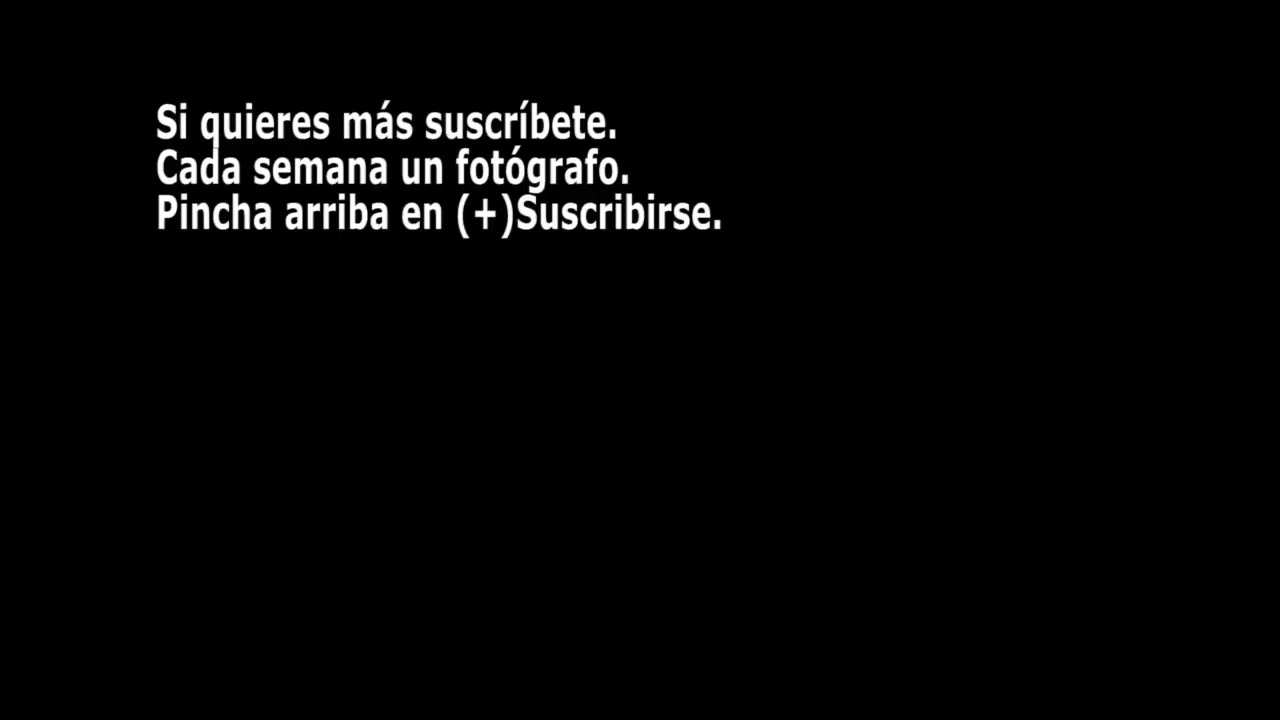 Si quieres más suscríbete.
Cada semana un fotógrafo.
Pincha arriba en (+)Suscribirse.